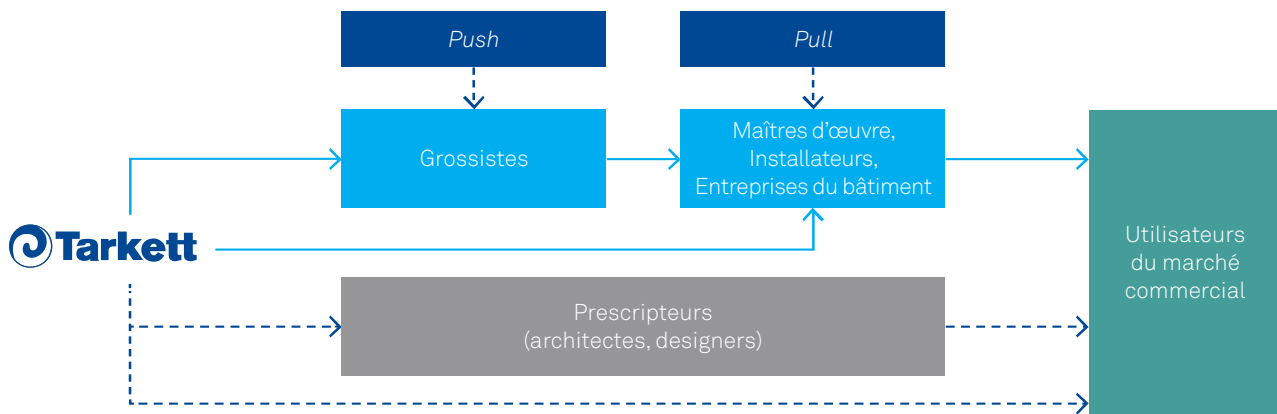 Push
Pull
Grossistes
Maîtres d'œuvre,
Installateurs,
Entreprises du bâtiment
Tarkett
Utilisateurs
du marché
commercial
Prescripteurs
(architectes, designers)